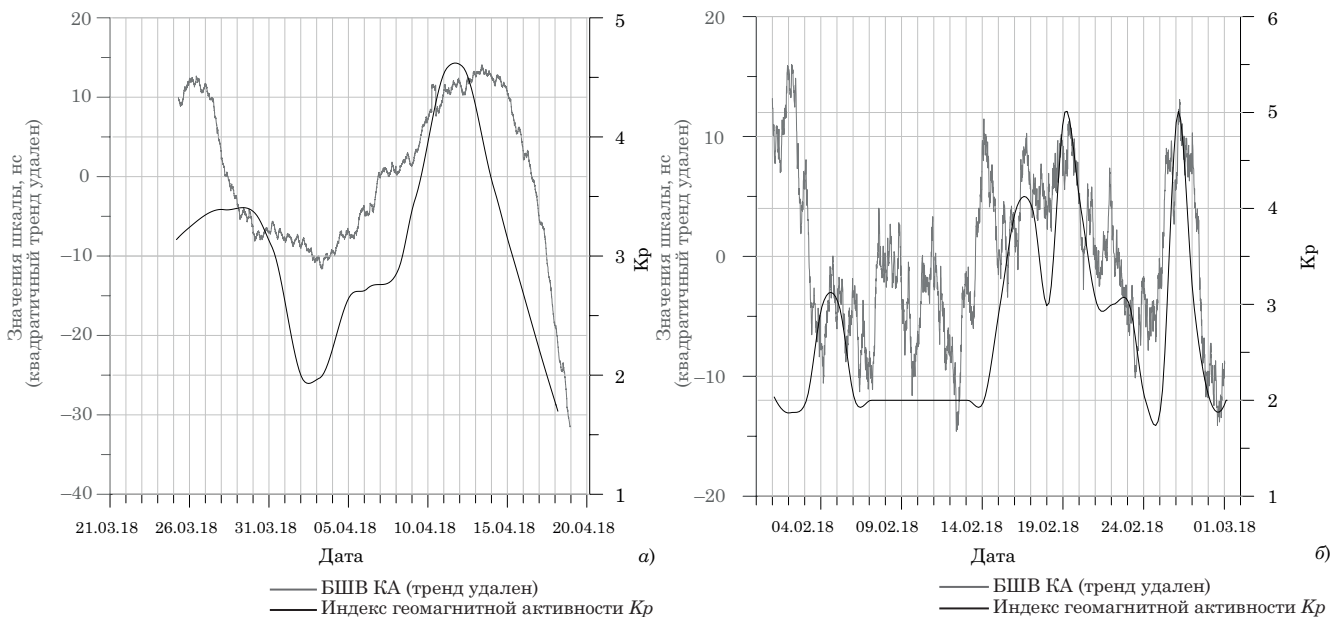 Значения шкалы, нс
(квадратичный тренд удален)
20
10
0
–10
–20
–30
–40
5
4
3
2
1
Kp
21.03.18 26.03.18 31.03.18 05.04.18 10.04.18 15.04.18 20.04.18
Дата
а)
БШВ КА (тренд удален)
Индекс геомагнитной активности Kp
Значения шкалы, нс
(квадратичный тренд удален)
20
10
0
–10
–20
6
5
4
3
2
1
Kp
04.02.18 09.02.18 14.02.18 19.02.18 24.02.18 01.03.18
Дата
б)
БШВ КА (тренд удален)
Индекс геомагнитной активности Kp